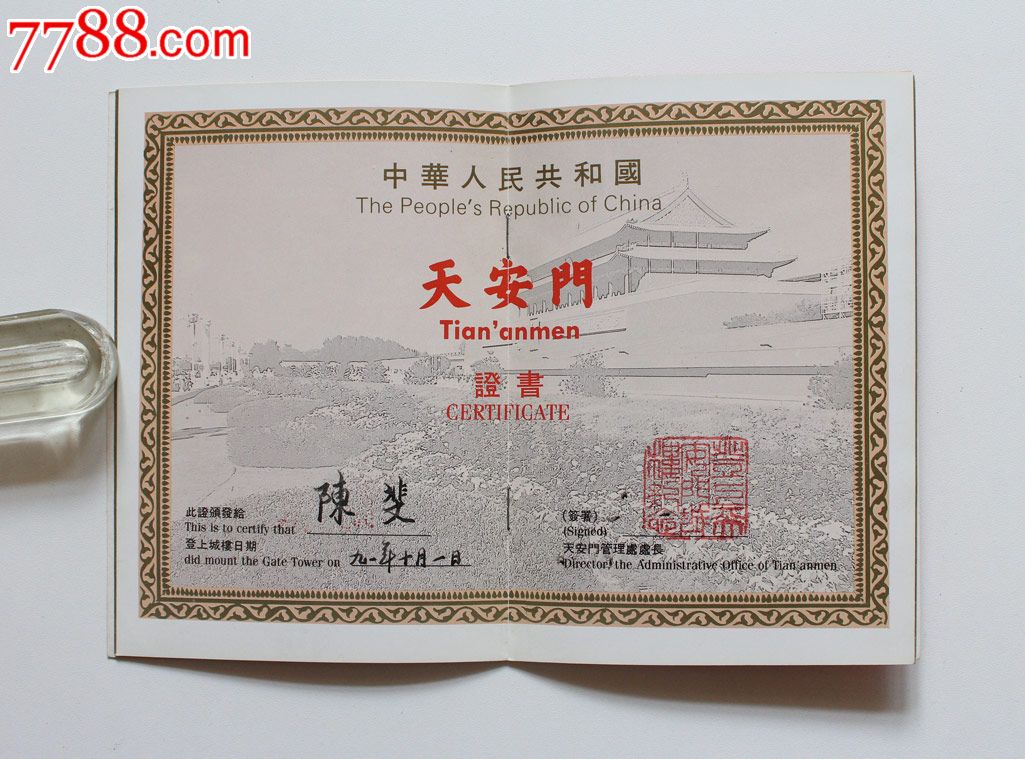 7788.com
中華人民共和國
The People's Republic of China
天安門
Tian'anmen
證書
CERTIFICATE
此證頒發給
This is to certify that 陳斐
登上城樓日期
did mount the Gate Tower on 九一年十月一日
(簽署)
(Signed)
天安門管理處處長
Director, the Administrative Office of Tian'anmen